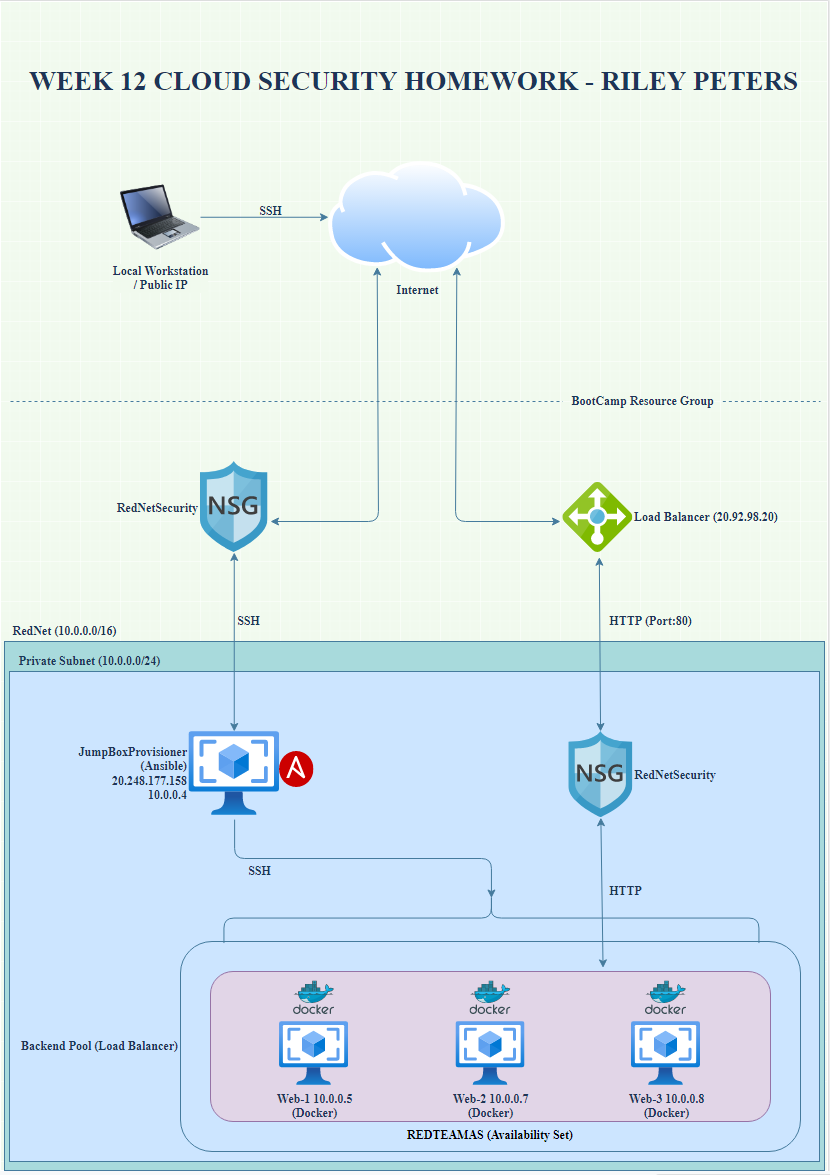 WEEK 12 CLOUD SECURITY HOMEWORK - RILEY PETERS
SSH
Local Workstation
/ Public IP
Internet
BootCamp Resource Group
RedNetSecurity
NSG
Load Balancer (20.92.98.20)
SSH
HTTP (Port:80)
RedNet (10.0.0.0/16)
Private Subnet (10.0.0.0/24)
JumpBoxProvisioner
(Ansible)
20.248.177.158
10.0.0.4
A
NSG
RedNetSecurity
SSH
HTTP
docker
docker
docker
Backend Pool (Load Balancer)
Web-1 10.0.0.5
(Docker)
Web-2 10.0.0.7
(Docker)
Web-3 10.0.0.8
(Docker)
REDTEAMAS (Availability Set)